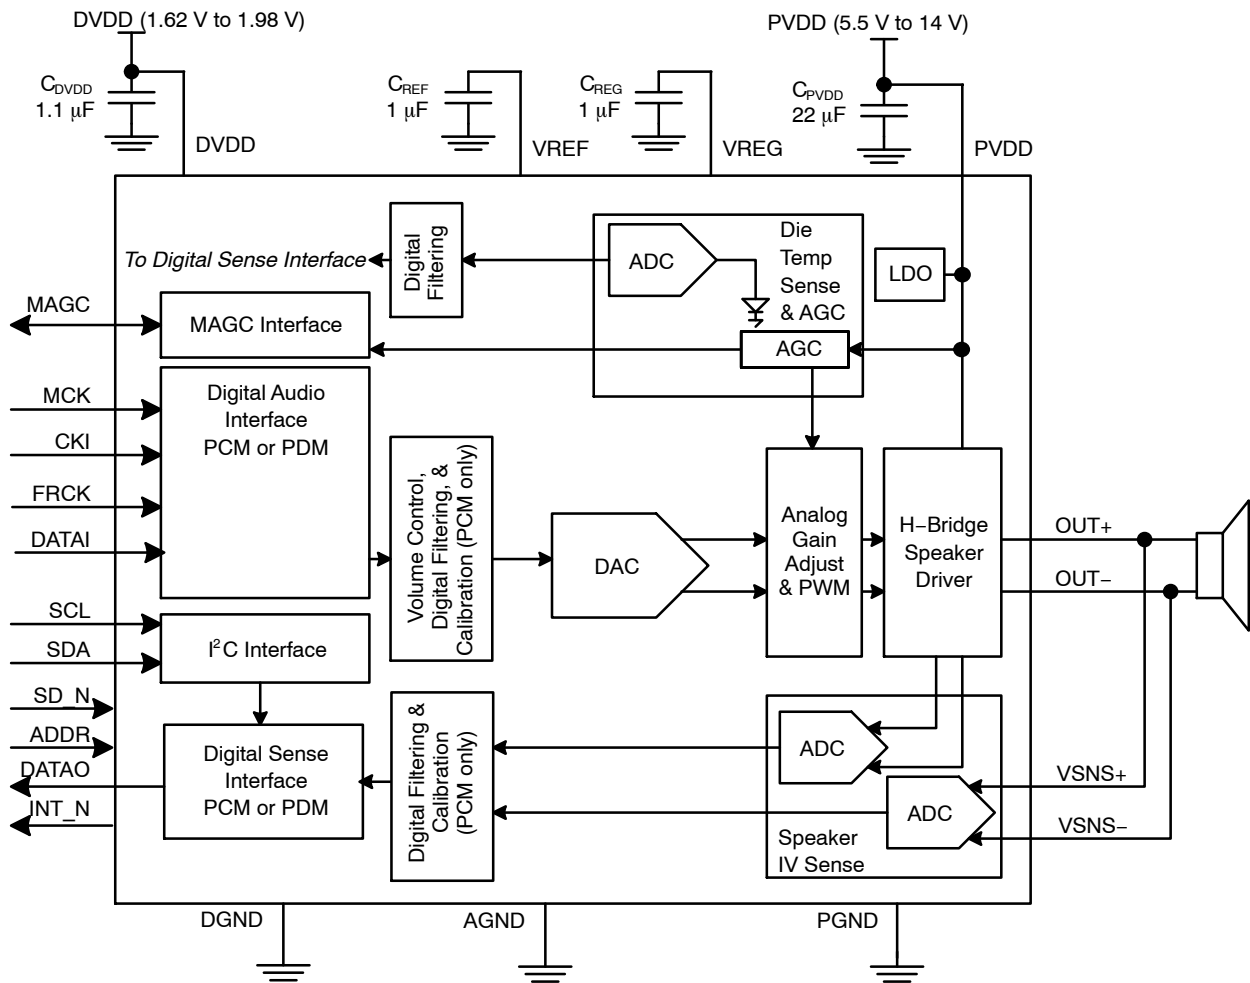 DVDD (1.62 V to 1.98 V)
PVDD (5.5 V to 14 V)
CDVDD
1.1 μF
CREF
1 μF
CREG
1 μF
CPVDD
22 μF
DVDD
VREF
VREG
PVDD
To Digital Sense Interface
Digital
Filtering
ADC
Die
Temp
Sense
& AGC
LDO
MAGC
MAGC Interface
AGC
MCK
CKI
FRCK
DATAI
Digital Audio
Interface
PCM or PDM
Volume Control,
Digital Filtering, &
Calibration (PCM only)
DAC
Analog
Gain
Adjust
& PWM
H−Bridge
Speaker
Driver
OUT+
OUT−
SCL
SDA
I2C Interface
SD_N
ADDR
DATAO
INT_N
Digital Sense
Interface
PCM or PDM
Digital Filtering &
Calibration
(PCM only)
ADC
ADC
Speaker
IV Sense
VSNS+
VSNS−
DGND
AGND
PGND